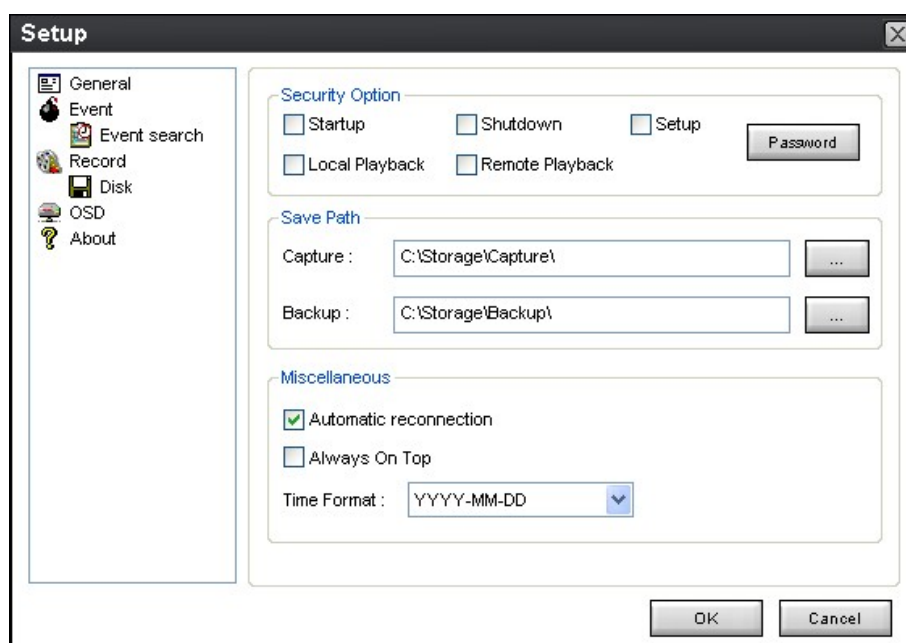 Setup
General
Event
Event search
Record
Disk
OSD
About
Security Option
Startup Shutdown Setup
Password
Local Playback Remote Playback
Save Path
Capture : C:\Storage\Capture\ ...
Backup : C:\Storage\Backup\ ...
Miscellaneous
Automatic reconnection
Always On Top
Time Format : YYYY-MM-DD
OK Cancel